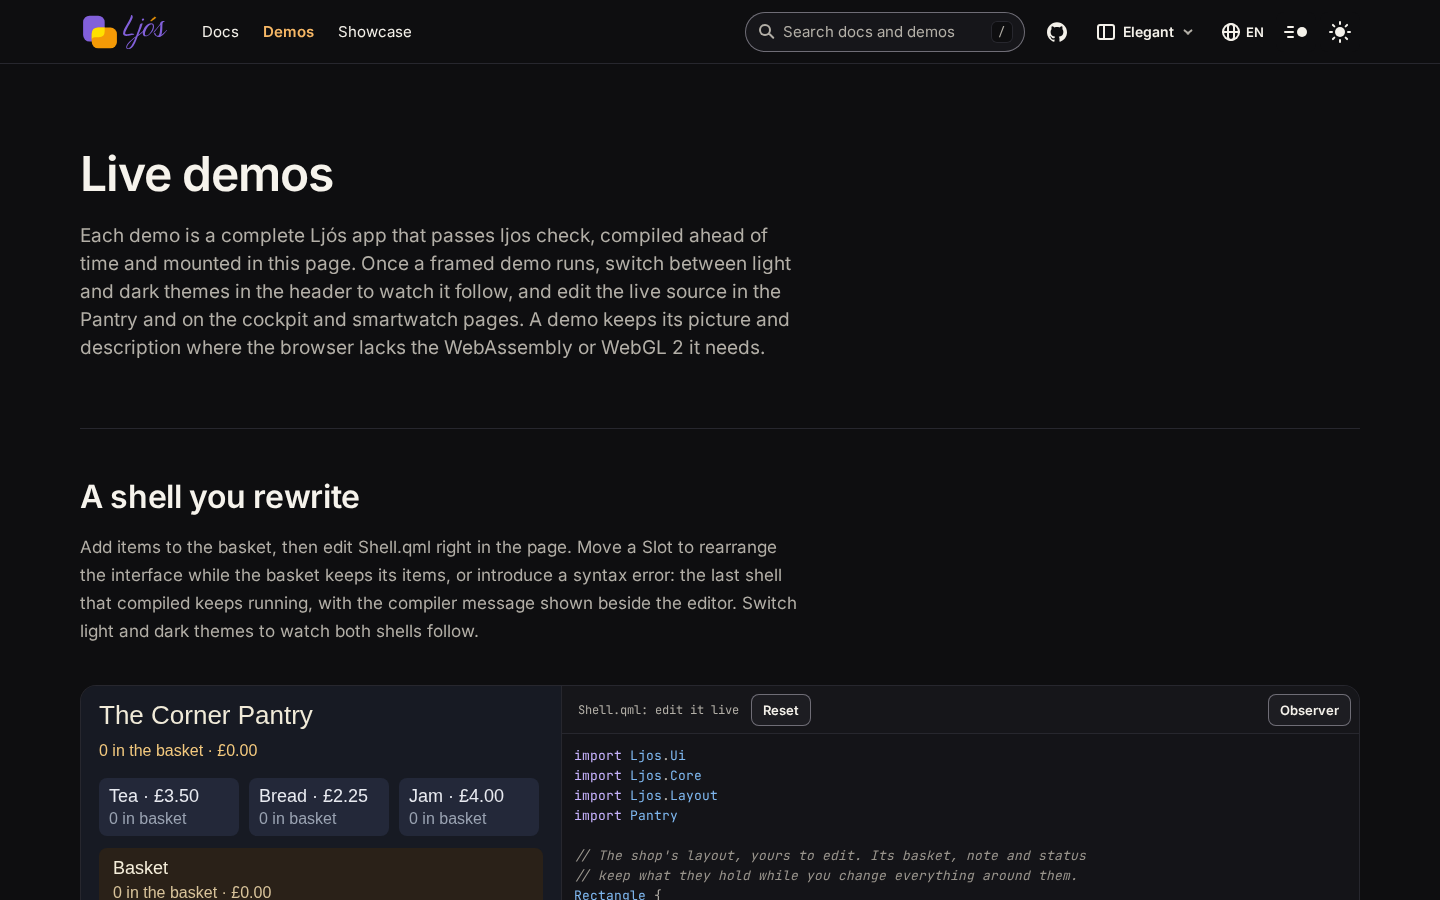 Ljós
Docs
Demos
Showcase
Search docs and demos
/
Elegant
EN
Live demos
Each demo is a complete Ljós app that passes ljos check, compiled ahead of
time and mounted in this page. Once a framed demo runs, switch between light
and dark themes in the header to watch it follow, and edit the live source in the
Pantry and on the cockpit and smartwatch pages. A demo keeps its picture and
description where the browser lacks the WebAssembly or WebGL 2 it needs.
A shell you rewrite
Add items to the basket, then edit Shell.qml right in the page. Move a Slot to rearrange
the interface while the basket keeps its items, or introduce a syntax error: the last shell
that compiled keeps running, with the compiler message shown beside the editor. Switch
light and dark themes to watch both shells follow.
The Corner Pantry
0 in the basket · £0.00
Tea · £3.50
0 in basket
Bread · £2.25
0 in basket
Jam · £4.00
0 in basket
Basket
0 in the basket · £0.00
Shell.qml: edit it live
Reset
Observer
import Ljos.Ui
import Ljos.Core
import Ljos.Layout
import Pantry
// The shop's layout, yours to edit. Its basket, note and status
// keep what they hold while you change everything around them.
Rectangle {